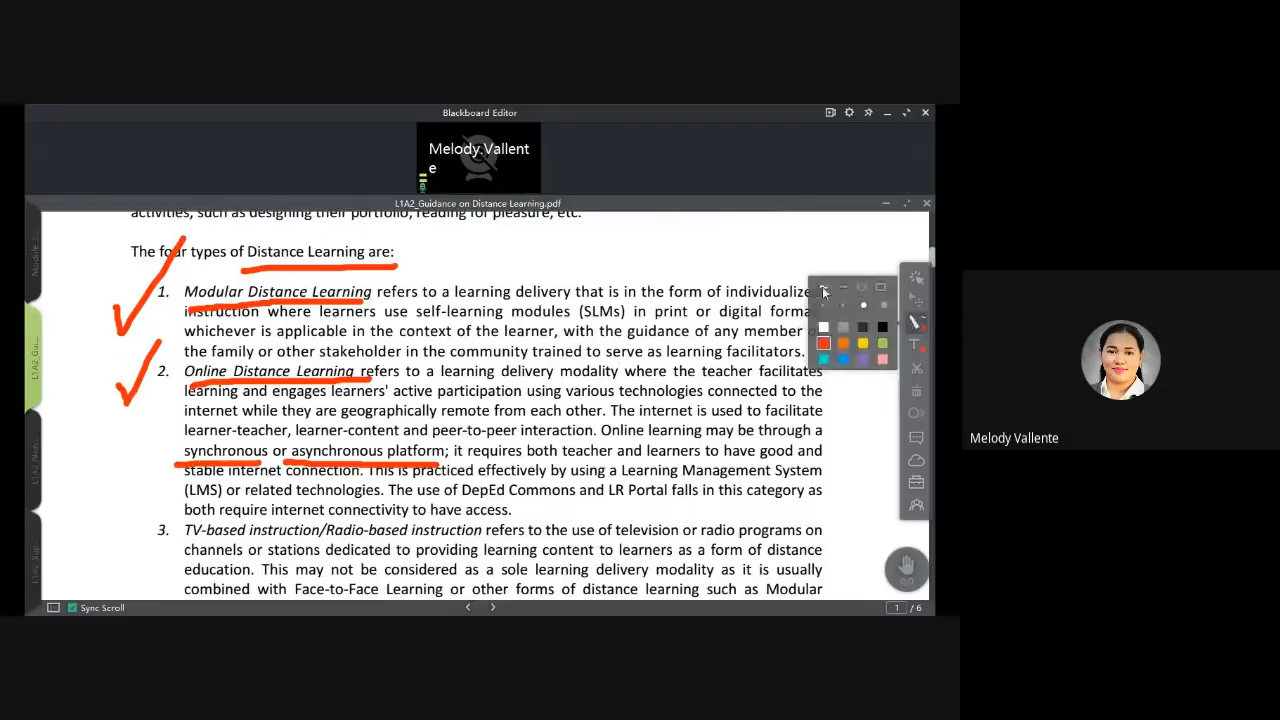 Blackboard Editor
Melody.Vallent
e
L1A2_Guidance on Distance Learning.pdf
activities, such as designing their portfolio, reading for pleasure, etc.
The four types of Distance Learning are:
1. Modular Distance Learning refers to a learning delivery that is in the form of individualize
instruction where learners use self-learning modules (SLMs) in print or digital forma
whichever is applicable in the context of the learner, with the guidance of any member
the family or other stakeholder in the community trained to serve as learning facilitators.
2. Online Distance Learning refers to a learning delivery modality where the teacher facilitates
learning and engages learners' active participation using various technologies connected to the
internet while they are geographically remote from each other. The internet is used to facilitate
learner-teacher, learner-content and peer-to-peer interaction. Online learning may be through a
synchronous or asynchronous platform; it requires both teacher and learners to have good and
stable internet connection. This is practiced effectively by using a Learning Management System
(LMS) or related technologies. The use of DepEd Commons and LR Portal falls in this category as
both require internet connectivity to have access.
3. TV-based instruction/Radio-based instruction refers to the use of television or radio programs on
channels or stations dedicated to providing learning content to learners as a form of distance
education. This may not be considered as a sole learning delivery modality as it is usually
combined with Face-to-Face Learning or other forms of distance learning such as Modular
0/0
Sync Scroll
1 / 6
Melody Vallente